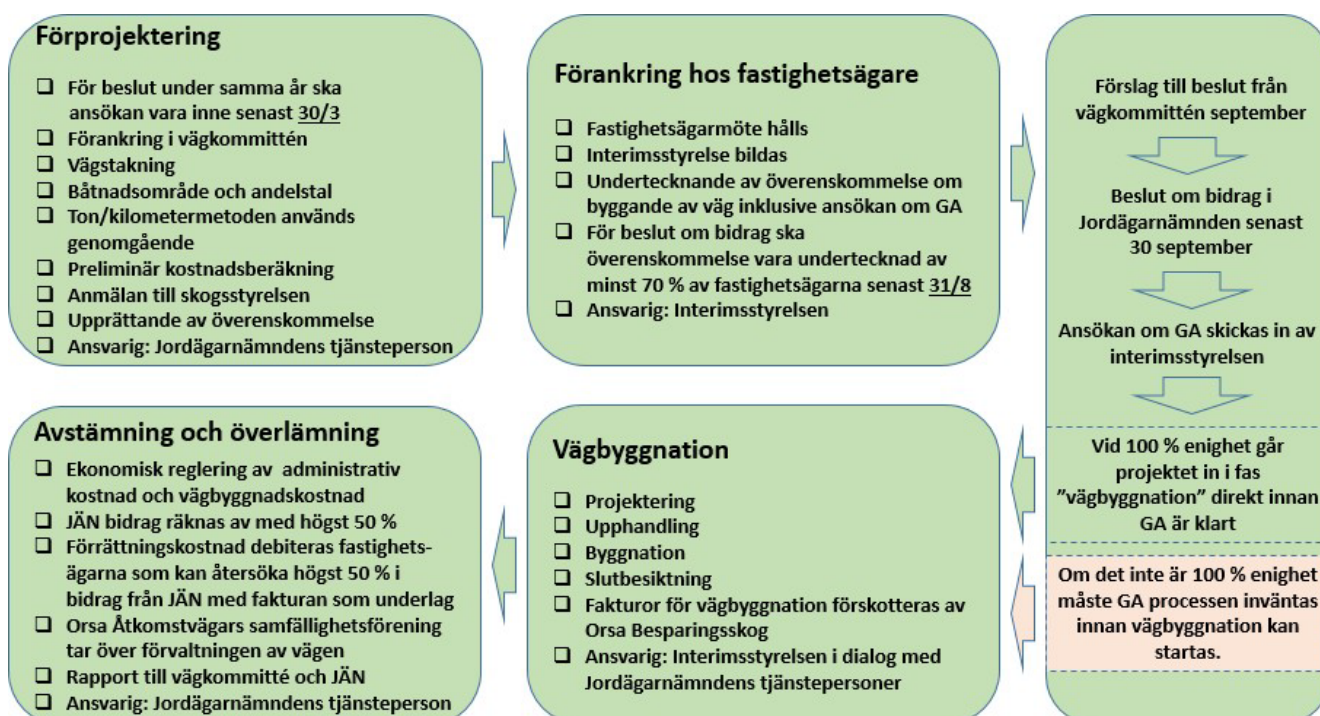 Förprojektering
❑ För beslut under samma år ska
ansökan vara inne senast 30/3
❑ Förankring i vägkommittén
❑ Vägstakning
❑ Båtnadsområde och andelstal
❑ Ton/kilometermetoden används
genomgående
❑ Preliminär kostnadsberäkning
❑ Anmälan till skogsstyrelsen
❑ Upprättande av överenskommelse
❑ Ansvarig: Jordägarnämndens tjänsteperson
Förankring hos fastighetsägare
❑ Fastighetsägarmöte hålls
❑ Interimsstyrelse bildas
❑ Undertecknande av överenskommelse om
byggande av väg inklusive ansökan om GA
❑ För beslut om bidrag ska
överenskommelse vara undertecknad av
minst 70 % av fastighetsägarna senast 31/8
❑ Ansvarig: Interimsstyrelsen
Förslag till beslut från
vägkommittén september
Beslut om bidrag i
Jordägarnämnden senast
30 september
Ansökan om GA skickas in av
interimsstyrelsen
Vid 100 % enighet går
projektet in i fas
”vägbyggnation” direkt innan
GA är klart
Om det inte är 100 % enighet
måste GA processen inväntas
innan vägbyggnation kan
startas.
Vägbyggnation
❑ Projektering
❑ Upphandling
❑ Byggnation
❑ Slutbesiktning
❑ Fakturor för vägbyggnation förskotteras av
Orsa Besparingsskog
❑ Ansvarig: Interimsstyrelsen i dialog med
Jordägarnämndens tjänstepersoner
Avstämning och överlämning
❑ Ekonomisk reglering av administrativ
kostnad och vägbyggnadskostnad
❑ JÄN bidrag räknas av med högst 50 %
❑ Förrättningskostnad debiteras fastighets-
ägarna som kan återsöka högst 50 % i
bidrag från JÄN med fakturan som underlag
❑ Orsa Åtkomstvägars samfällighetsförening
tar över förvaltningen av vägen
❑ Rapport till vägkommitté och JÄN
❑ Ansvarig: Jordägarnämndens tjänsteperson